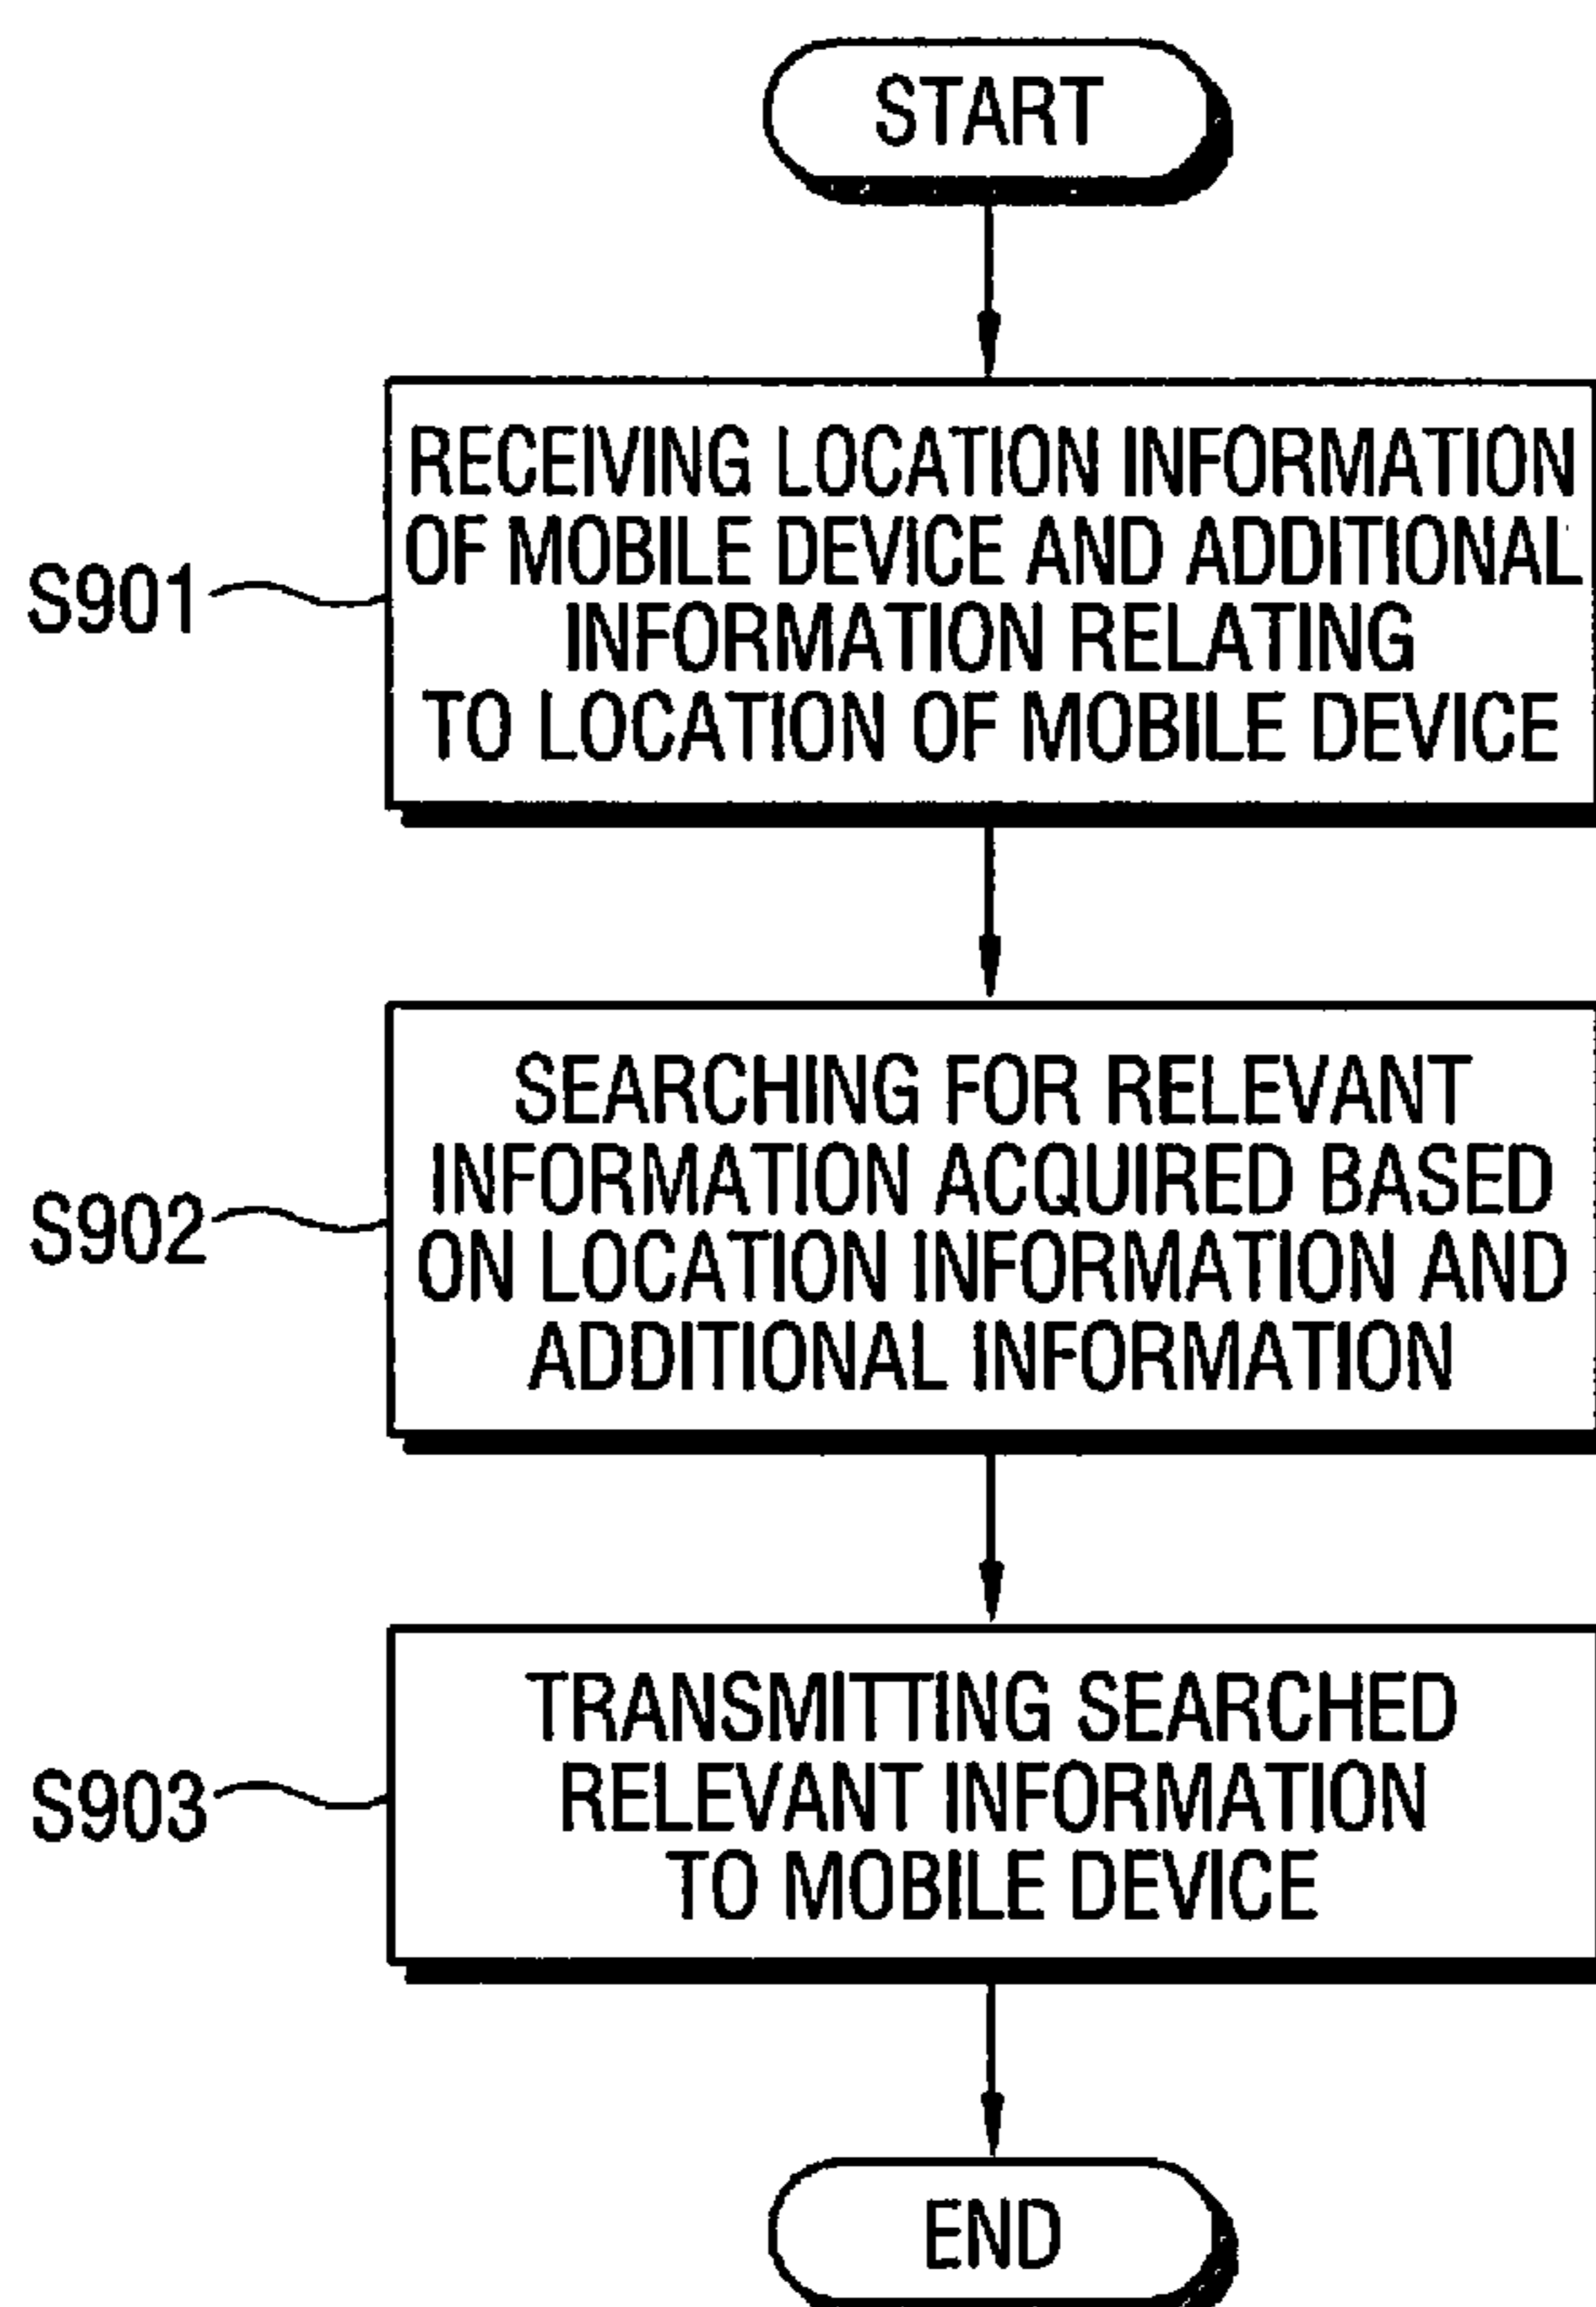 START
RECEIVING LOCATION INFORMATION
OF MOBILE DEVICE AND ADDITIONAL
INFORMATION RELATING
TO LOCATION OF MOBILE DEVICE
S901
SEARCHING FOR RELEVANT
INFORMATION ACQUIRED BASED
ON LOCATION INFORMATION AND
ADDITIONAL INFORMATION
S902
TRANSMITTING SEARCHED
RELEVANT INFORMATION
TO MOBILE DEVICE
S903
END